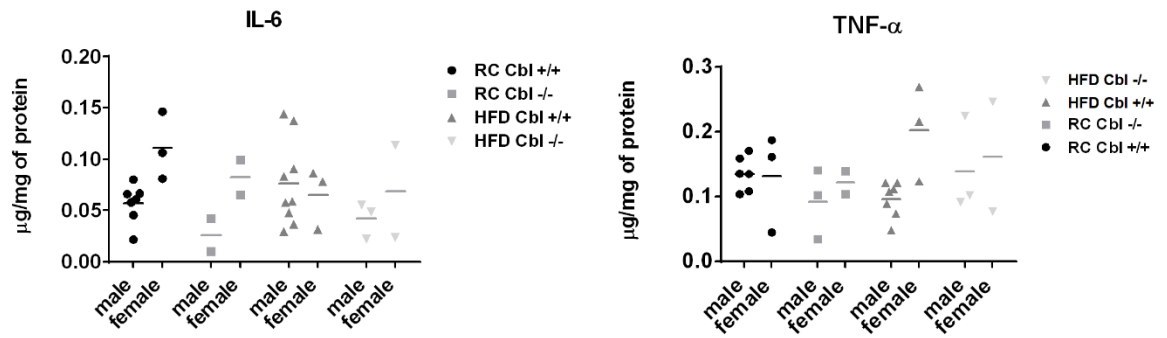 IL-6
μg/mg of protein
0.20
0.15
0.10
0.05
0.00
male
female
male
female
male
female
male
female
RC Cbl +/+
RC Cbl -/-
HFD Cbl +/+
HFD Cbl -/-
TNF-α
μg/mg of protein
0.3
0.2
0.1
0.0
male
female
male
female
male
female
male
female
HFD Cbl -/-
HFD Cbl +/+
RC Cbl -/-
RC Cbl +/+